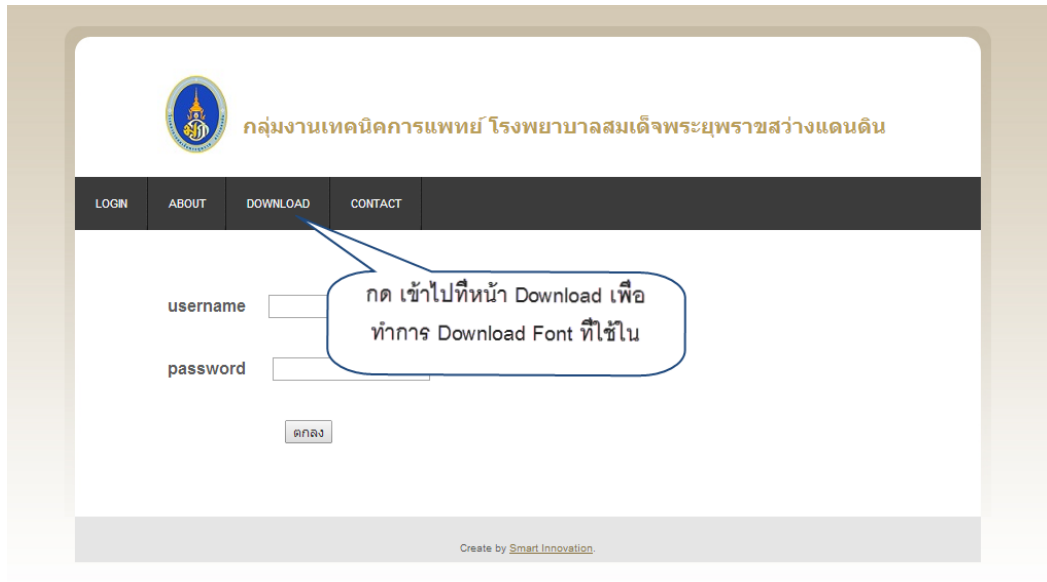 กลุ่มงานเทคนิคการแพทย์ โรงพยาบาลสมเด็จพระยุพราขสว่างแดนดิน
LOGIN ABOUT DOWNLOAD CONTACT
กด เข้าไปที่หน้า Download เพื่อ
ทำการ Download Font ที่ใช้ใน
username
password
ตกลง
Create by Smart Innovation.